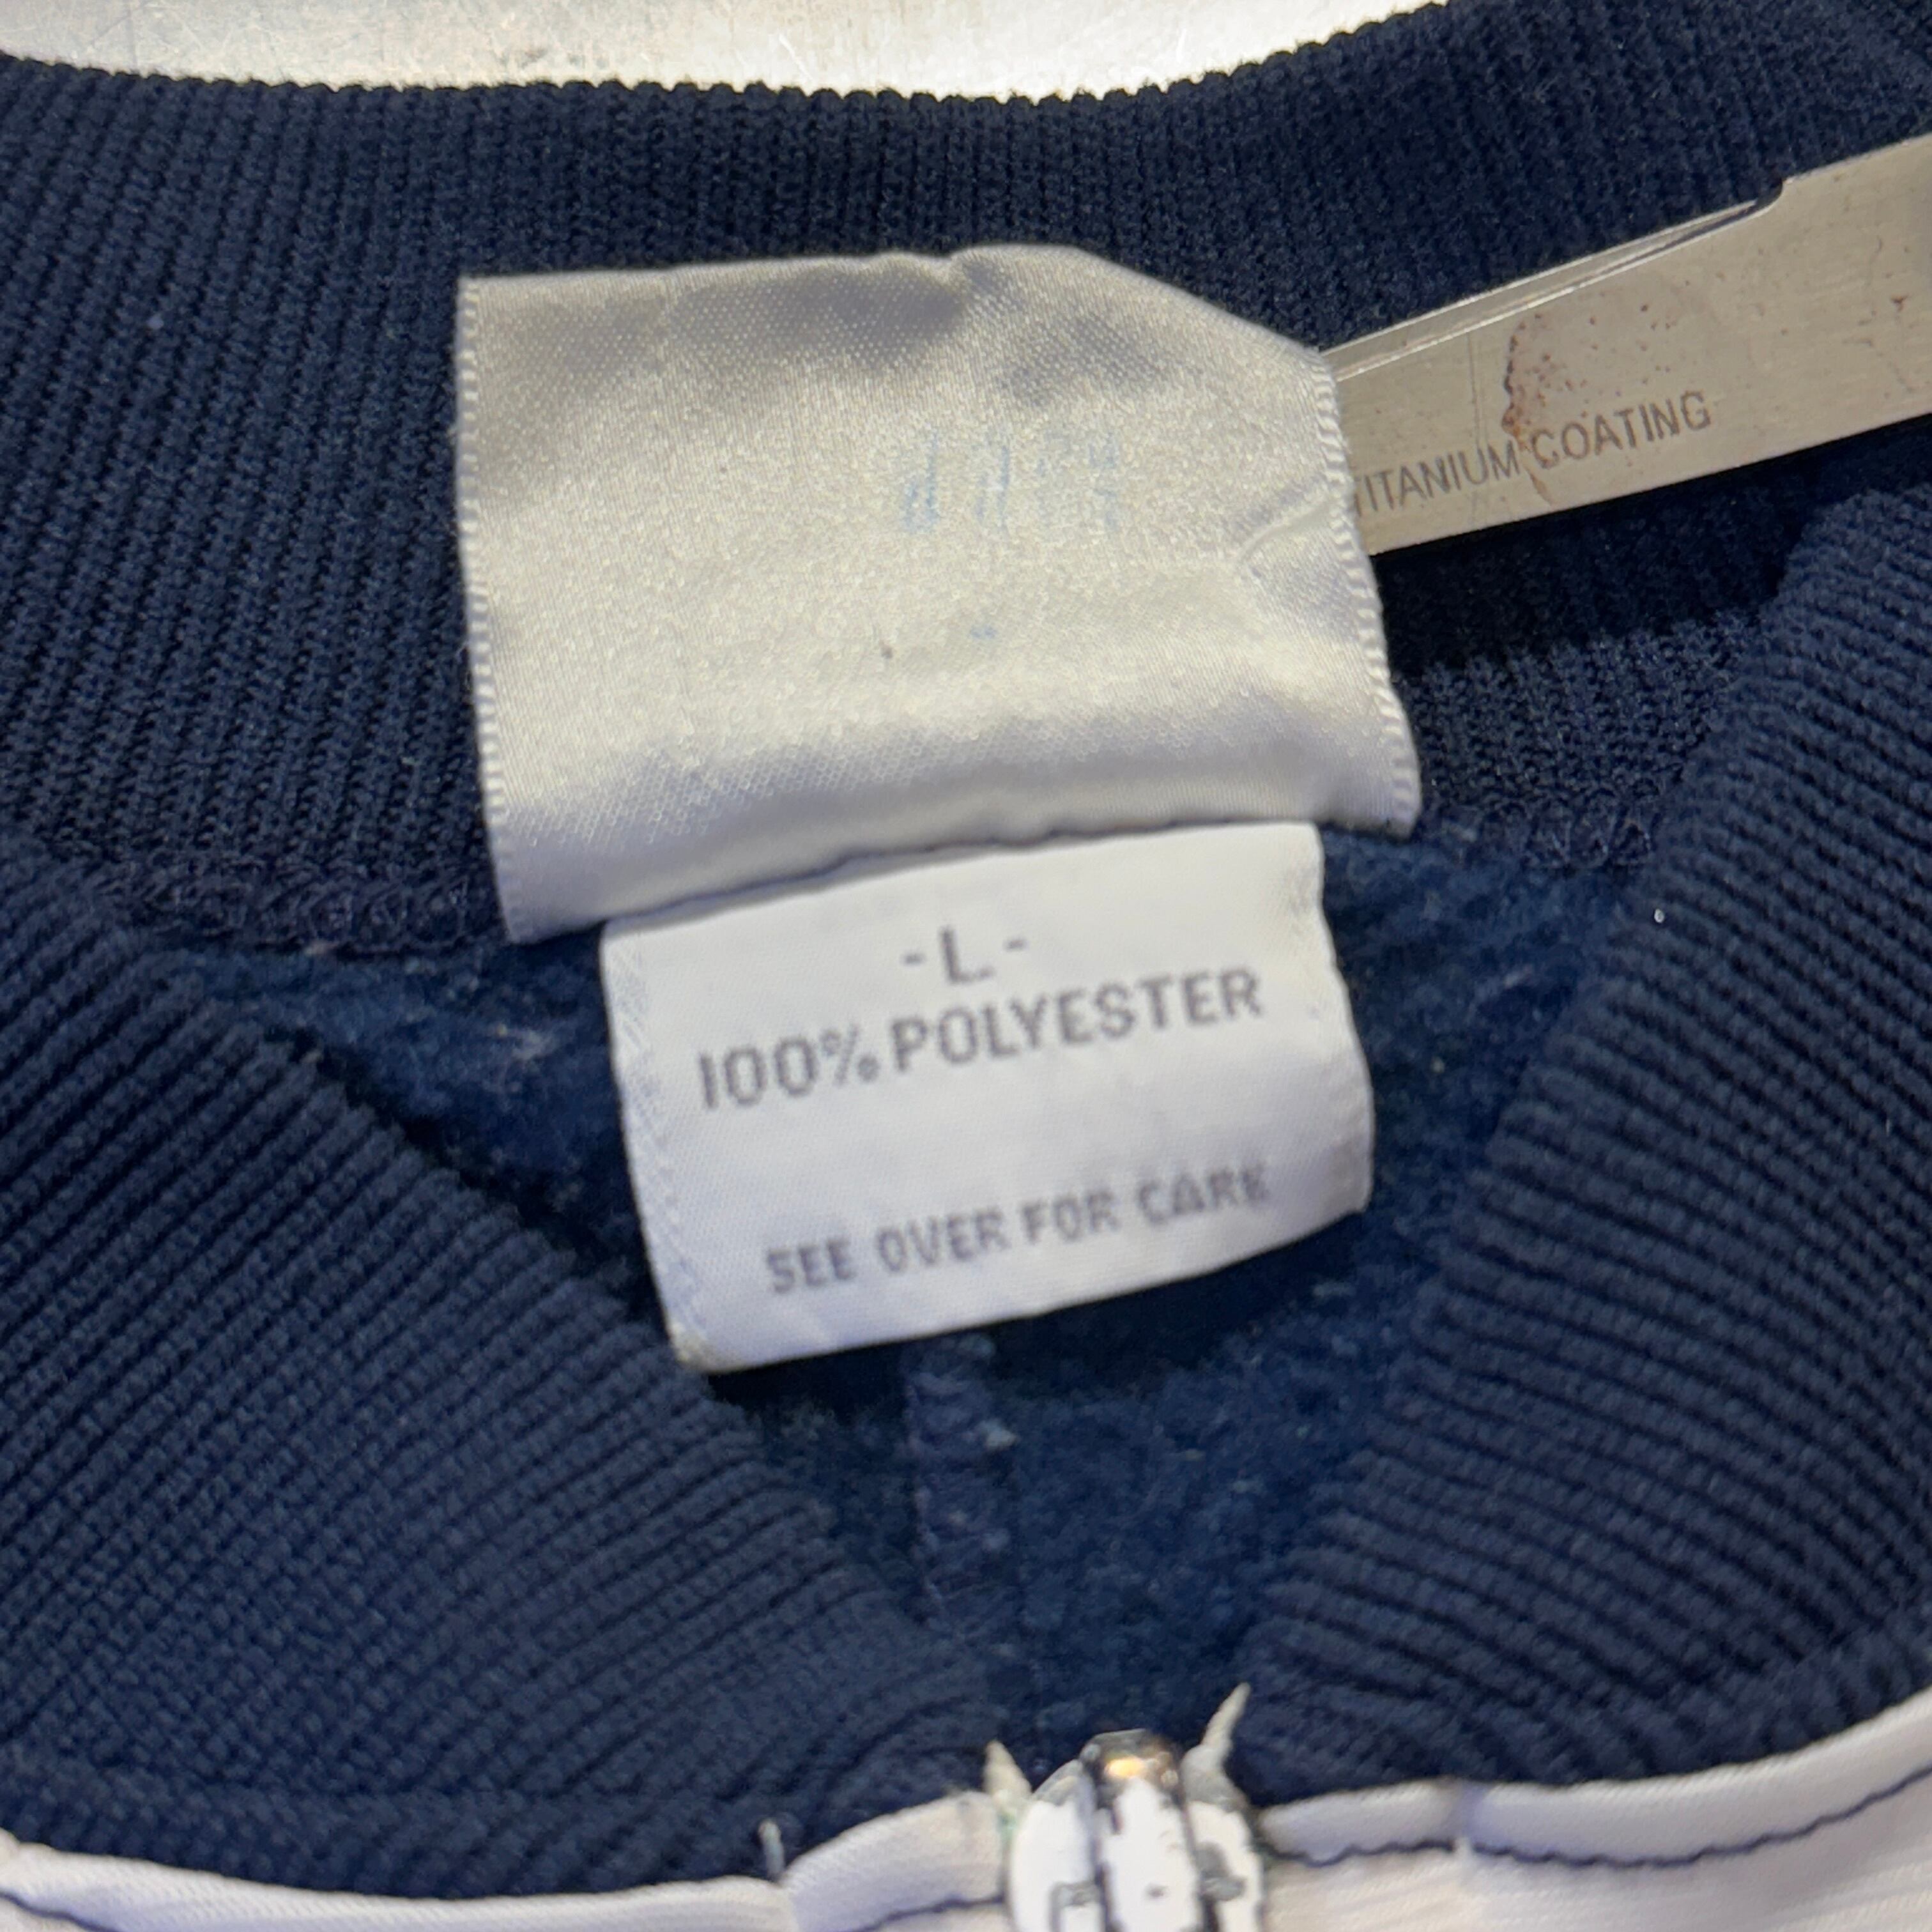 TITANIUM COATING
-L-
100% POLYESTER
SEE OVER FOR CARE